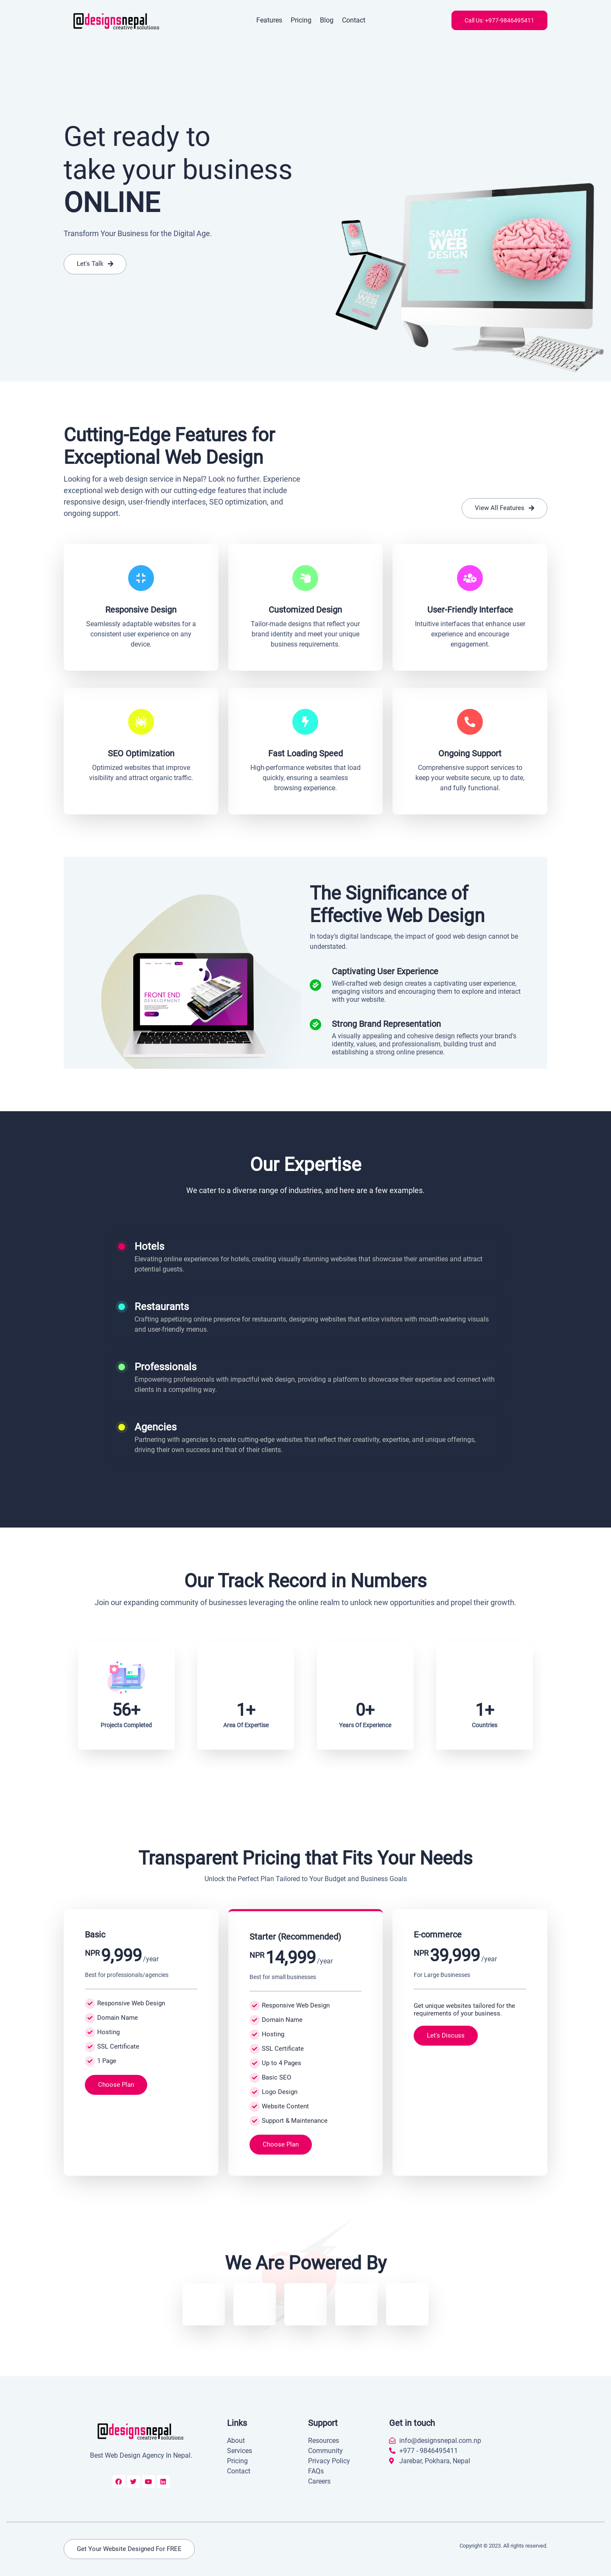 @designsnepal
creative solutions
Features
Pricing
Blog
Contact
Call Us: +977-9846495411
Get ready to
take your business
ONLINE
Transform Your Business for the Digital Age.
Let's Talk
SMART
WEB
DESIGN
Cutting-Edge Features for
Exceptional Web Design
Looking for a web design service in Nepal? Look no further. Experience
exceptional web design with our cutting-edge features that include
responsive design, user-friendly interfaces, SEO optimization, and
ongoing support.
View All Features
Responsive Design
Seamlessly adaptable websites for a
consistent user experience on any
device.
Customized Design
Tailor-made designs that reflect your
brand identity and meet your unique
business requirements.
User-Friendly Interface
Intuitive interfaces that enhance user
experience and encourage
engagement.
SEO Optimization
Optimized websites that improve
visibility and attract organic traffic.
Fast Loading Speed
High-performance websites that load
quickly, ensuring a seamless
browsing experience.
Ongoing Support
Comprehensive support services to
keep your website secure, up to date,
and fully functional.
FRONT END
DEVELOPMENT
The Significance of
Effective Web Design
In today's digital landscape, the impact of good web design cannot be
understated.
Captivating User Experience
Well-crafted web design creates a captivating user experience,
engaging visitors and encouraging them to explore and interact
with your website.
Strong Brand Representation
A visually appealing and cohesive design reflects your brand's
identity, values, and professionalism, building trust and
establishing a strong online presence.
Our Expertise
We cater to a diverse range of industries, and here are a few examples.
Hotels
Elevating online experiences for hotels, creating visually stunning websites that showcase their amenities and attract
potential guests.
Restaurants
Crafting appetizing online presence for restaurants, designing websites that entice visitors with mouth-watering visuals
and user-friendly menus.
Professionals
Empowering professionals with impactful web design, providing a platform to showcase their expertise and connect with
clients in a compelling way.
Agencies
Partnering with agencies to create cutting-edge websites that reflect their creativity, expertise, and unique offerings,
driving their own success and that of their clients.
Our Track Record in Numbers
Join our expanding community of businesses leveraging the online realm to unlock new opportunities and propel their growth.
56+
Projects Completed
1+
Area Of Expertise
0+
Years Of Experience
1+
Countries
Transparent Pricing that Fits Your Needs
Unlock the Perfect Plan Tailored to Your Budget and Business Goals
Basic
NPR 9,999 /year
Best for professionals/agencies
Responsive Web Design
Domain Name
Hosting
SSL Certificate
1 Page
Choose Plan
Starter (Recommended)
NPR 14,999 /year
Best for small businesses
Responsive Web Design
Domain Name
Hosting
SSL Certificate
Up to 4 Pages
Basic SEO
Logo Design
Website Content
Support & Maintenance
Choose Plan
E-commerce
NPR 39,999 /year
For Large Businesses
Get unique websites tailored for the
requirements of your business.
Let's Discuss
We Are Powered By
@designsnepal
creative solutions
Best Web Design Agency In Nepal.
Links
About
Services
Pricing
Contact
Support
Resources
Community
Privacy Policy
FAQs
Careers
Get in touch
info@designsnepal.com.np
+977 - 9846495411
Jarebar, Pokhara, Nepal
Get Your Website Designed For FREE
Copyright © 2023. All rights reserved.